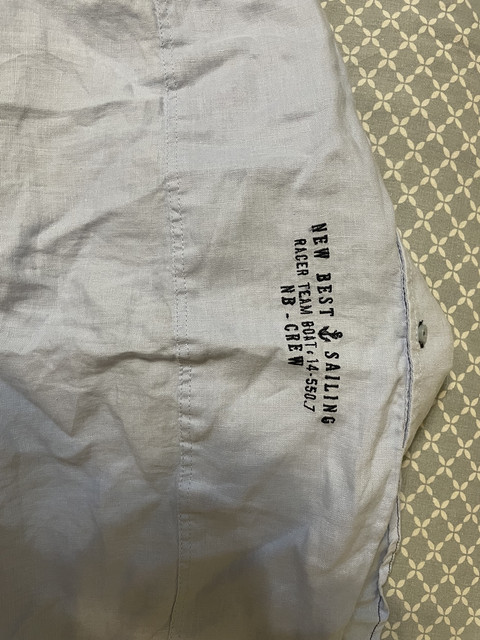 NEW BEST SAILING
RACER TEAM BOAT: 14-550.7
NB - CREW